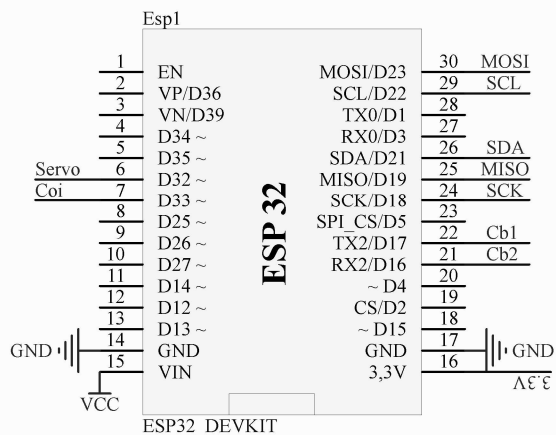 Esp1
1 EN MOSI/D23 30 MOSI
2 VP/D36 SCL/D22 29 SCL
3 VN/D39 TX0/D1 28
4 D34 ~ RX0/D3 27
5 D35 ~ SDA/D21 26 SDA
Servo 6 D32 ~ MISO/D19 25 MISO
Coi 7 D33 ~ SCK/D18 24 SCK
8 D25 ~ SPI_CS/D5 23
9 D26 ~ TX2/D17 22 Cb1
10 D27 ~ RX2/D16 21 Cb2
11 D14 ~ ~ D4 20
12 D12 ~ CS/D2 19
13 D13 ~ ~ D15 18
GND 14 GND GND 17 GND
15 VIN 3,3V 16
VCC 3.3V
ESP 32
ESP32 DEVKIT